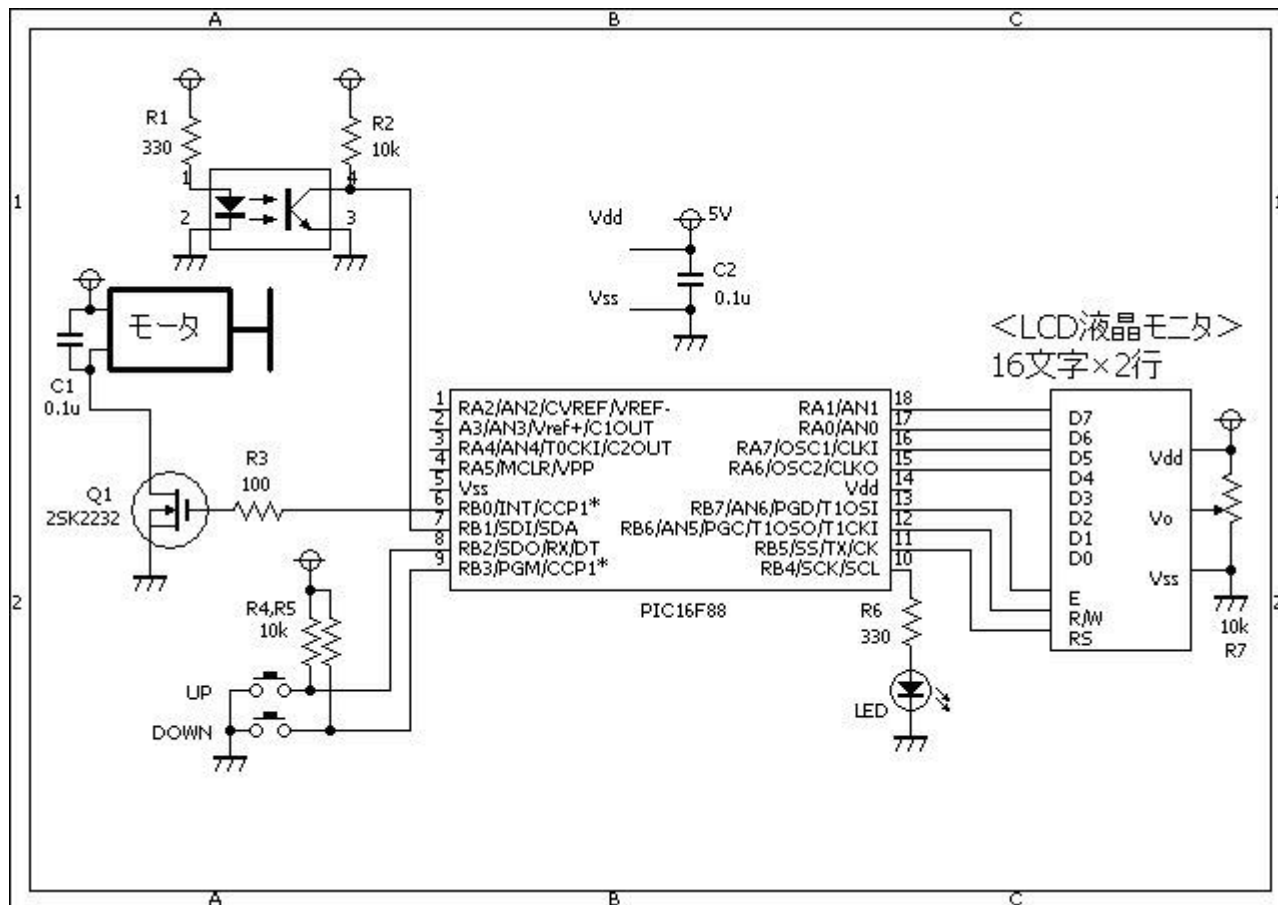 A
B
C
1
1
2
2
A
B
C
R1
330
R2
10k
1
2
4
3
モータ
C1
0.1u
Vdd
5V
C2
0.1u
Vss
<LCD液晶モニタ>
16文字×2行
Q1
2SK2232
R3
100
R4,R5
10k
UP
DOWN
1
2
3
4
5
6
7
8
9
RA2/AN2/CVREF/VREF-
A3/AN3/Vref+/C1OUT
RA4/AN4/T0CKI/C2OUT
RA5/MCLR/VPP
Vss
RB0/INT/CCP1*
RB1/SDI/SDA
RB2/SDO/RX/DT
RB3/PGM/CCP1*
RA1/AN1
RA0/AN0
RA7/OSC1/CLKI
RA6/OSC2/CLKO
Vdd
RB7/AN6/PGD/T1OSI
RB6/AN5/PGC/T1OSO/T1CKI
RB5/SS/TX/CK
RB4/SCK/SCL
18
17
16
15
14
13
12
11
10
PIC16F88
R6
330
LED
D7
D6
D5
D4
D3
D2
D1
D0
E
R/W
RS
Vdd
Vo
Vss
10k
R7